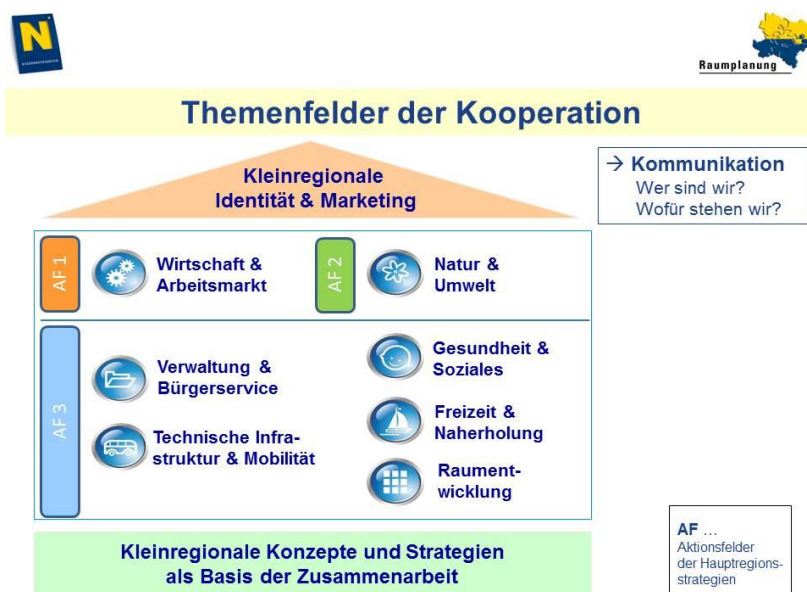 N
NIEDERÖSTERREICH
Raumplanung
Themenfelder der Kooperation
Kleinregionale
Identität & Marketing
→ Kommunikation
Wer sind wir?
Wofür stehen wir?
AF 1
Wirtschaft &
Arbeitsmarkt
AF 2
Natur &
Umwelt
AF 3
Verwaltung &
Bürgerservice
Technische Infra-
struktur & Mobilität
Gesundheit &
Soziales
Freizeit &
Naherholung
Raument-
wicklung
Kleinregionale Konzepte und Strategien
als Basis der Zusammenarbeit
AF ...
Aktionsfelder
der Hauptregions-
strategien